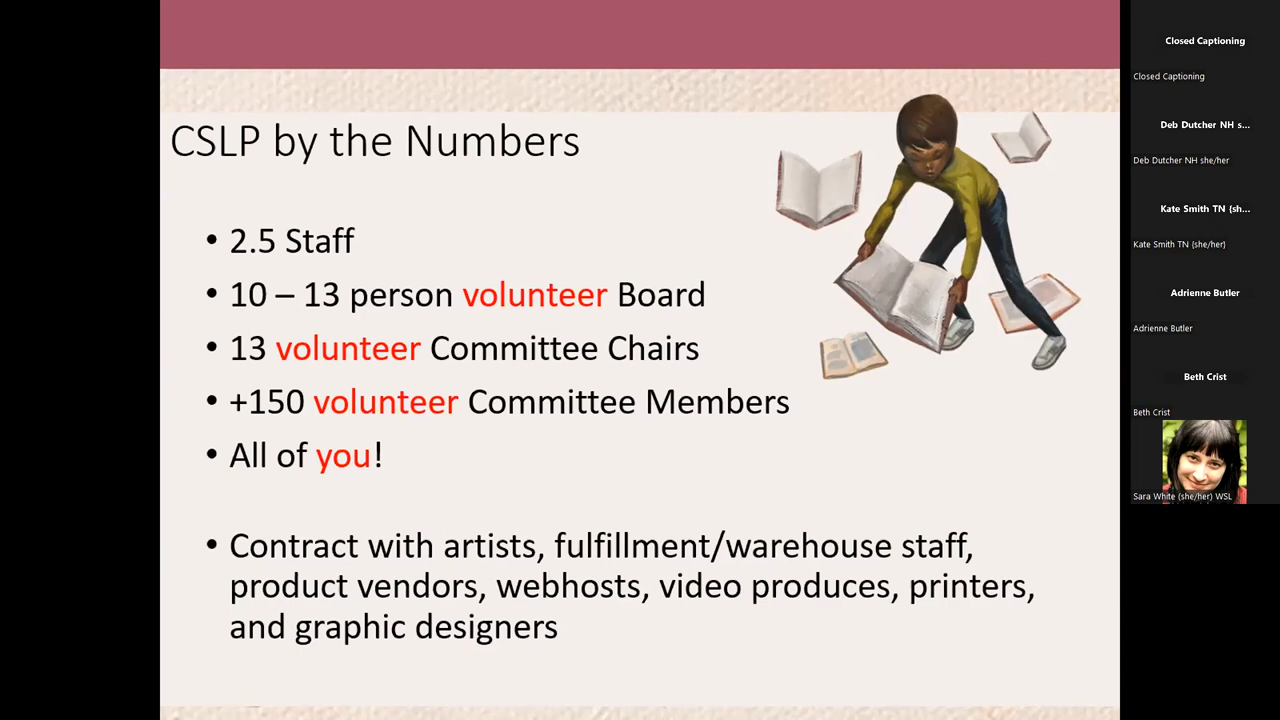 CSLP by the Numbers
• 2.5 Staff
• 10 – 13 person volunteer Board
• 13 volunteer Committee Chairs
• +150 volunteer Committee Members
• All of you!
• Contract with artists, fulfillment/warehouse staff,
product vendors, webhosts, video produces, printers,
and graphic designers
Closed Captioning
Closed Captioning
Deb Dutcher NH s...
Deb Dutcher NH she/her
Kate Smith TN (sh...
Kate Smith TN (she/her)
Adrienne Butler
Adrienne Butler
Beth Crist
Beth Crist
Sara White (she/her) WSL